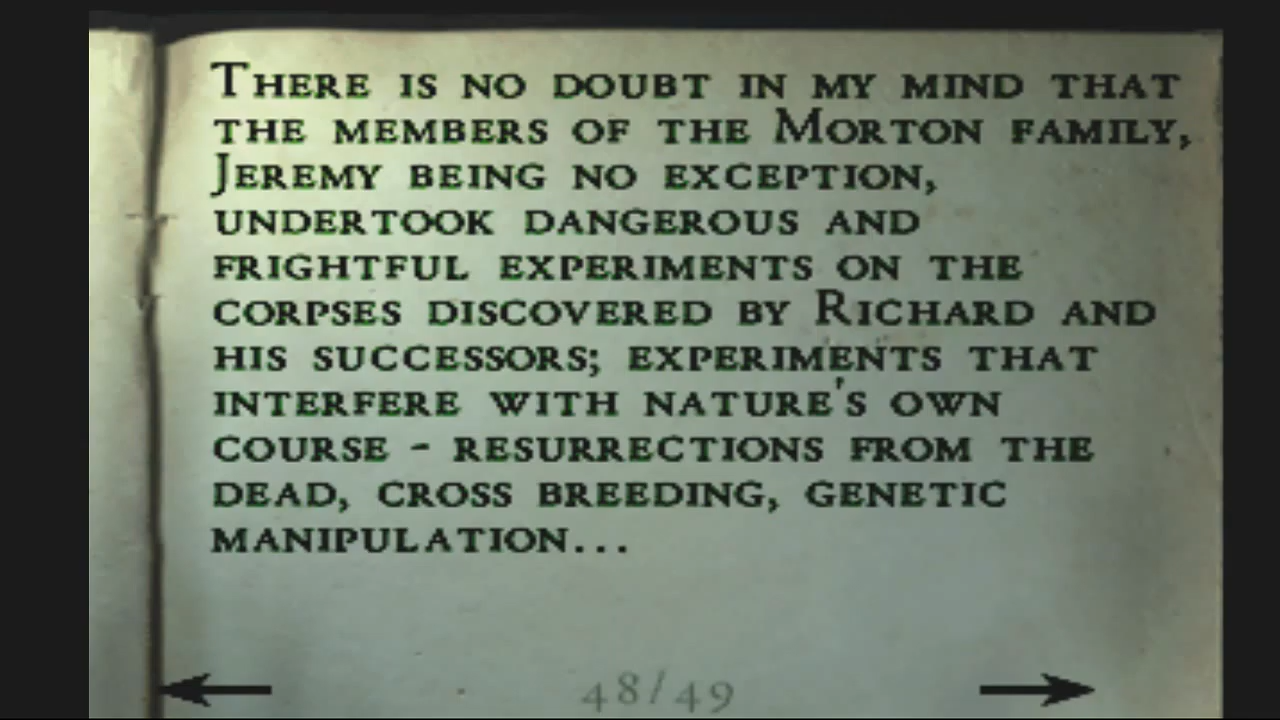 There is no doubt in my mind that
the members of the Morton family,
Jeremy being no exception,
undertook dangerous and
frightful experiments on the
corpses discovered by Richard and
his successors; experiments that
interfere with nature's own
course - resurrections from the
dead, cross breeding, genetic
manipulation...
48/49